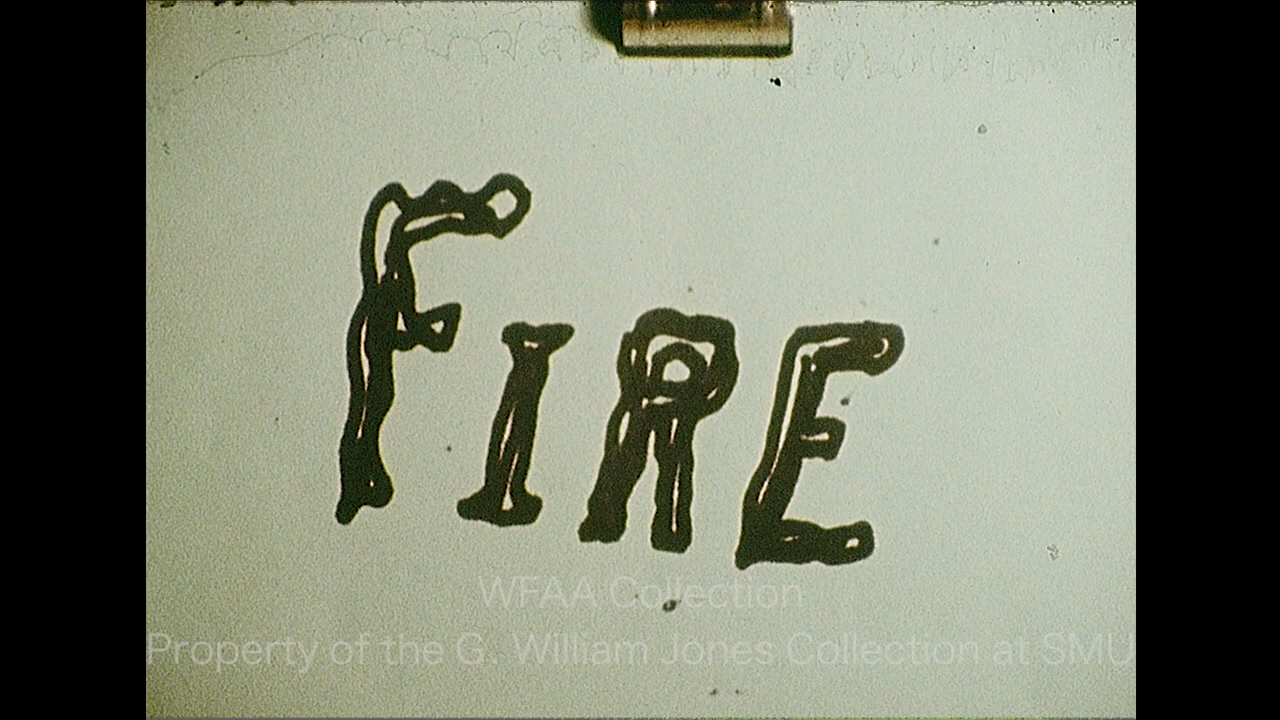 FIRE
WFAA Collection
Property of the G. William Jones Collection at SMU